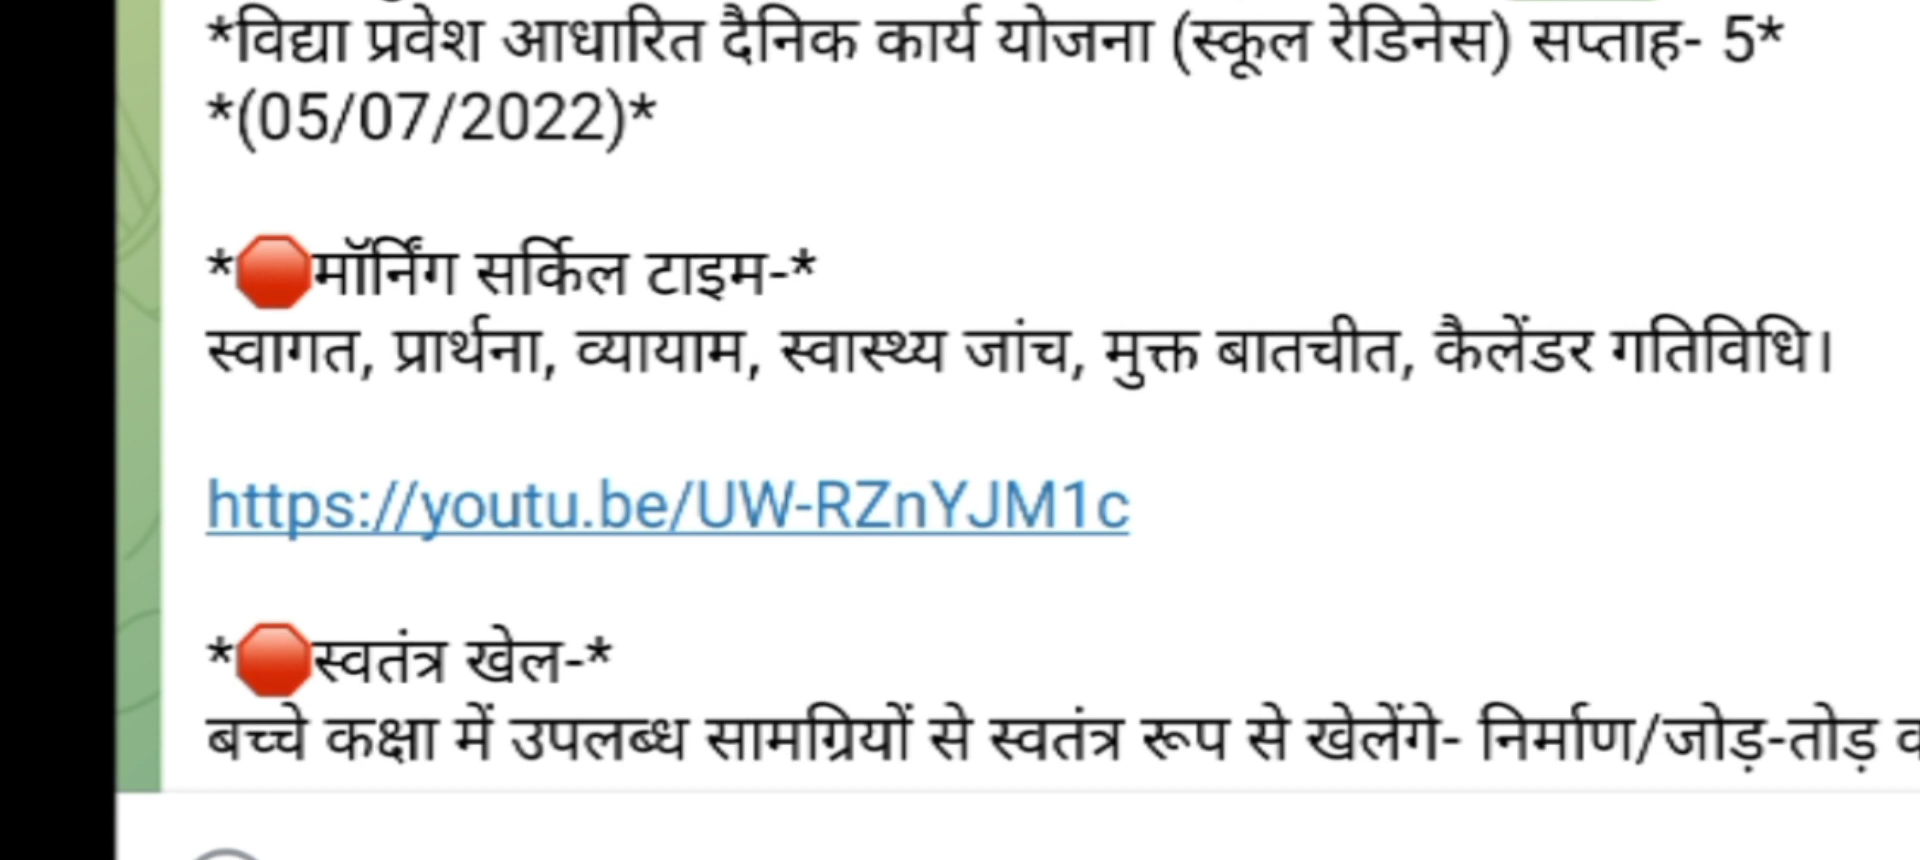 *विद्या प्रवेश आधारित दैनिक कार्य योजना (स्कूल रेडिनेस) सप्ताह- 5*
*(05/07/2022)*
*🛑मॉर्निंग सर्किल टाइम-*
स्वागत, प्रार्थना, व्यायाम, स्वास्थ्य जांच, मुक्त बातचीत, कैलेंडर गतिविधि।
https://youtu.be/UW-RZnYJM1c
*🛑स्वतंत्र खेल-*
बच्चे कक्षा में उपलब्ध सामग्रियों से स्वतंत्र रूप से खेलेंगे- निर्माण/जोड़-तोड़